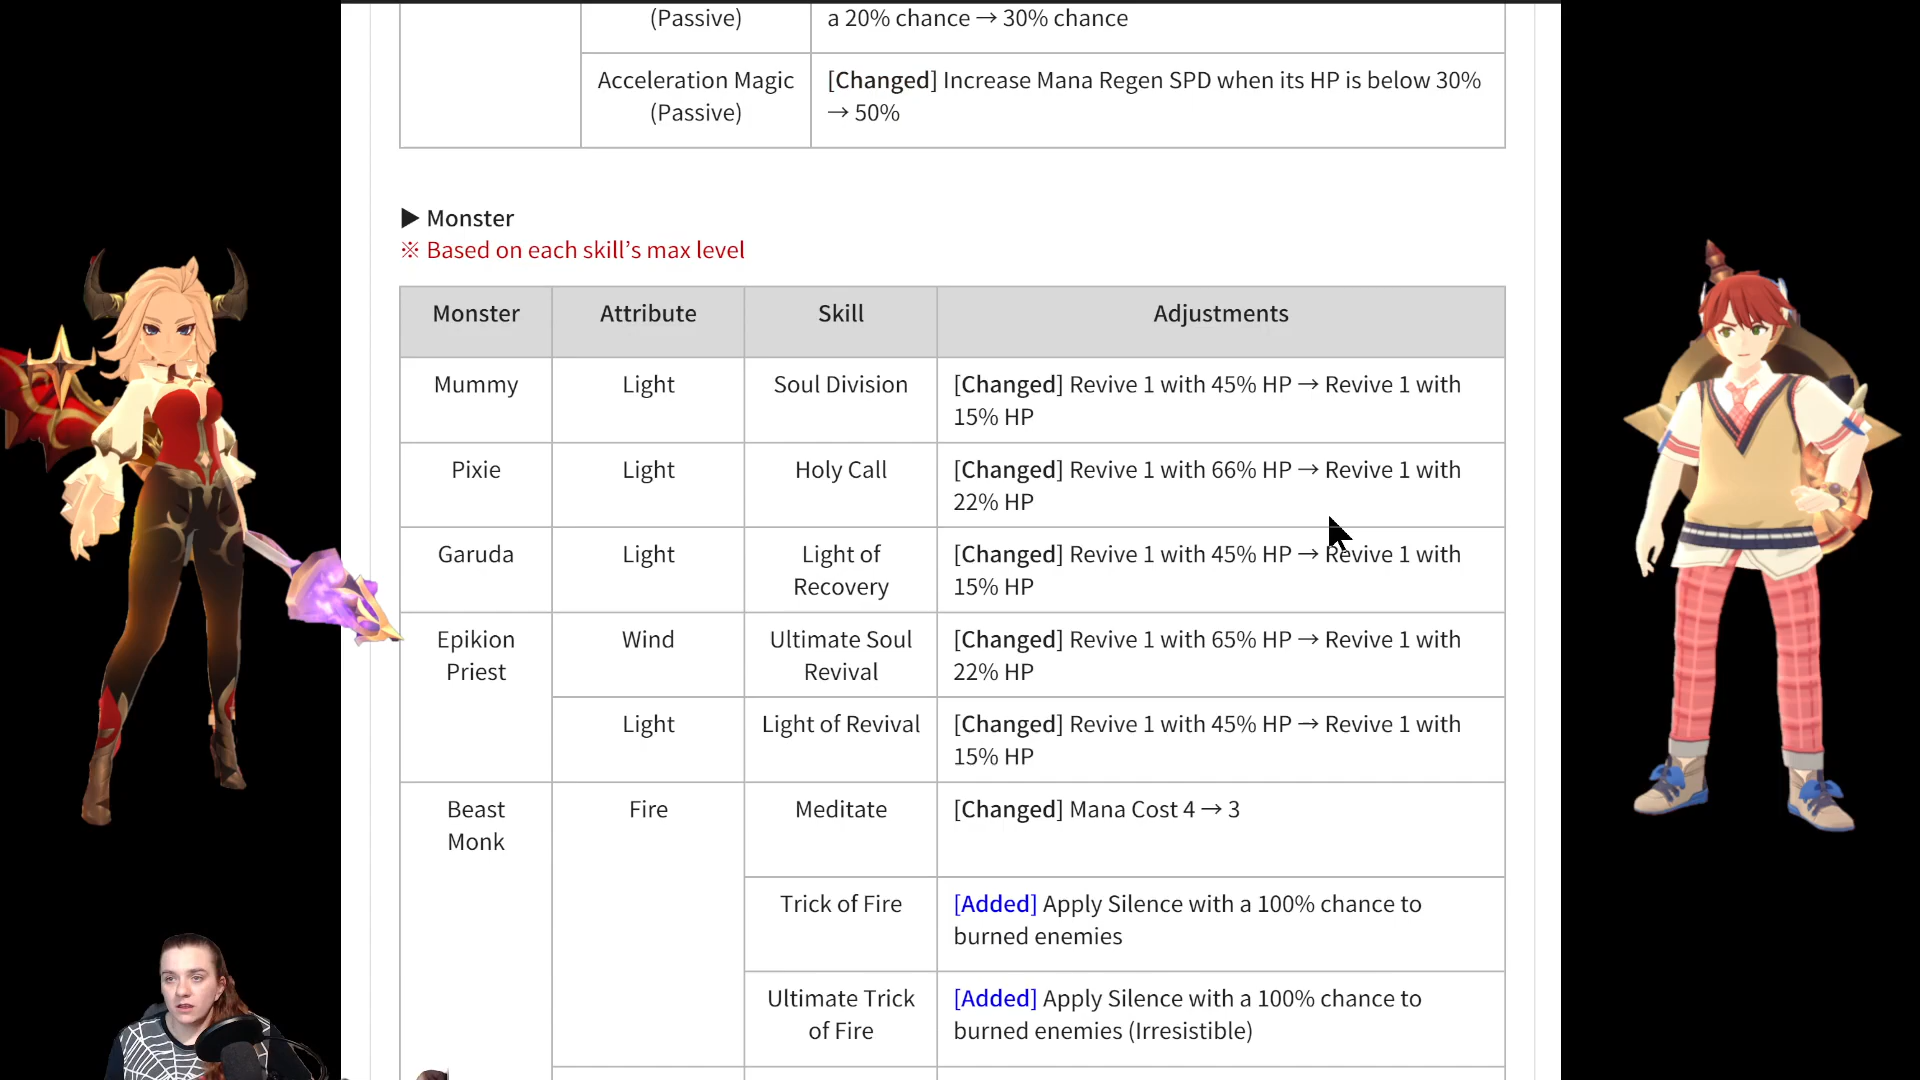 (Passive)
a 20% chance → 30% chance
Acceleration Magic
(Passive)
[Changed] Increase Mana Regen SPD when its HP is below 30%
→ 50%
▶ Monster
※ Based on each skill’s max level
Monster
Attribute
Skill
Adjustments
Mummy
Light
Soul Division
[Changed] Revive 1 with 45% HP → Revive 1 with
15% HP
Pixie
Light
Holy Call
[Changed] Revive 1 with 66% HP → Revive 1 with
22% HP
Garuda
Light
Light of
Recovery
[Changed] Revive 1 with 45% HP → Revive 1 with
15% HP
Epikion
Priest
Wind
Ultimate Soul
Revival
[Changed] Revive 1 with 65% HP → Revive 1 with
22% HP
Light
Light of Revival
[Changed] Revive 1 with 45% HP → Revive 1 with
15% HP
Beast
Monk
Fire
Meditate
[Changed] Mana Cost 4 → 3
Trick of Fire
[Added] Apply Silence with a 100% chance to
burned enemies
Ultimate Trick
of Fire
[Added] Apply Silence with a 100% chance to
burned enemies (Irresistible)